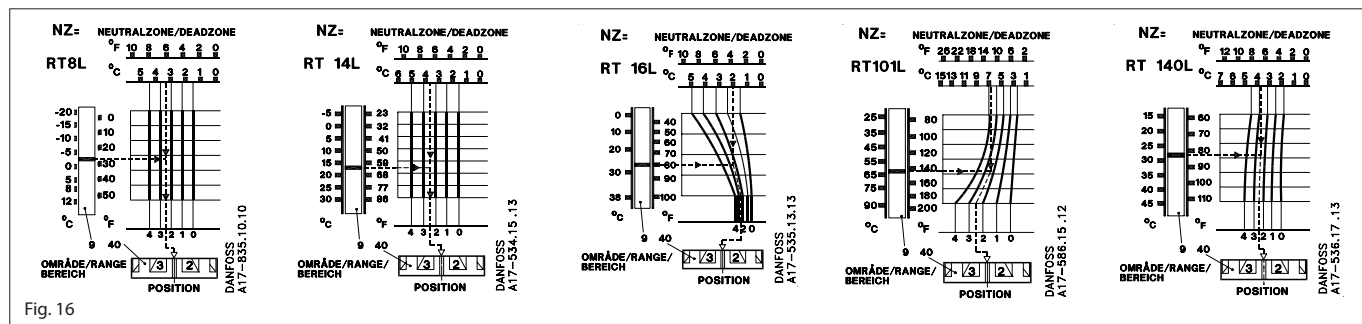 NZ= NEUTRALZONE/DEADZONE
°F 10 8 6 4 2 0
RT8L °C 5 4 3 2 1 0
-20 0
-15 10
-10 20
-5 30
0 40
5 50
8
12
°C °F 4 3 2 1 0
9 40
OMRÅDE/RANGE
BEREICH 3 2
POSITION
DANFOSS
A17-835.10.10
NZ= NEUTRALZONE/DEADZONE
°F 10 8 6 4 2 0
RT 14L °C 6 5 4 3 2 1 0
-5 23
0 32
5 41
10 50
15 59
20 68
25 77
30 86
°C °F 4 3 2 1 0
9 40
OMRÅDE/RANGE/
BEREICH 3 2
POSITION
DANFOSS
A17-534.15.13
NZ= NEUTRALZONE/DEADZONE
°F 10 8 6 4 2 0
RT 16L °C 5 4 3 2 1 0
0 40
10 50
15 60
20 70
25 80
30 90
38 100
°C °F 4 2 0
9 40
OMRÅDE/RANGE/
BEREICH 3 2
POSITION
DANFOSS
A17-535.13.13
NZ= NEUTRALZONE/DEADZONE
°F 26 22 18 14 10 6 2
RT101L °C 15 13 11 9 7 5 3 1
25 80
35 100
45 120
55 140
65 160
75 180
90 200
°C °F 4 3 2 1 0
9 40
OMRÅDE/RANGE/
BEREICH 3 2
POSITION
DANFOSS
A17-586.15.12
NZ= NEUTRALZONE/DEADZONE
°F 12 10 8 6 4 2 0
RT 140L °C 7 6 5 4 3 2 1 0
15 60
20 70
25 80
30 90
35 100
40 110
45
°C °F 4 3 2 1 0
9 40
OMRÅDE/RANGE/
BEREICH 3 2
POSITION
DANFOSS
A17-536.17.13
Fig. 16